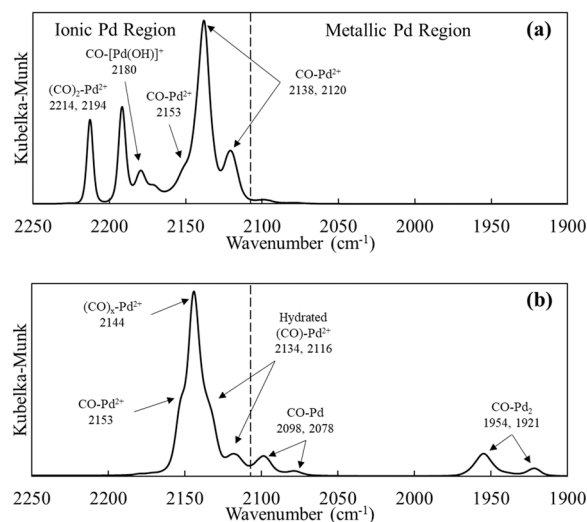 Ionic Pd Region
Metallic Pd Region
(a)
CO-[Pd(OH)]⁺
2180
(CO)₂-Pd²⁺
2214, 2194
CO-Pd²⁺
2153
CO-Pd²⁺
2138, 2120
Kubelka-Munk
2250 2200 2150 2100 2050 2000 1950 1900
Wavenumber (cm⁻¹)
(b)
(CO)ₓ-Pd²⁺
2144
Hydrated
(CO)-Pd²⁺
2134, 2116
CO-Pd²⁺
2153
CO-Pd
2098, 2078
CO-Pd₂
1954, 1921
Kubelka-Munk
2250 2200 2150 2100 2050 2000 1950 1900
Wavenumber (cm⁻¹)